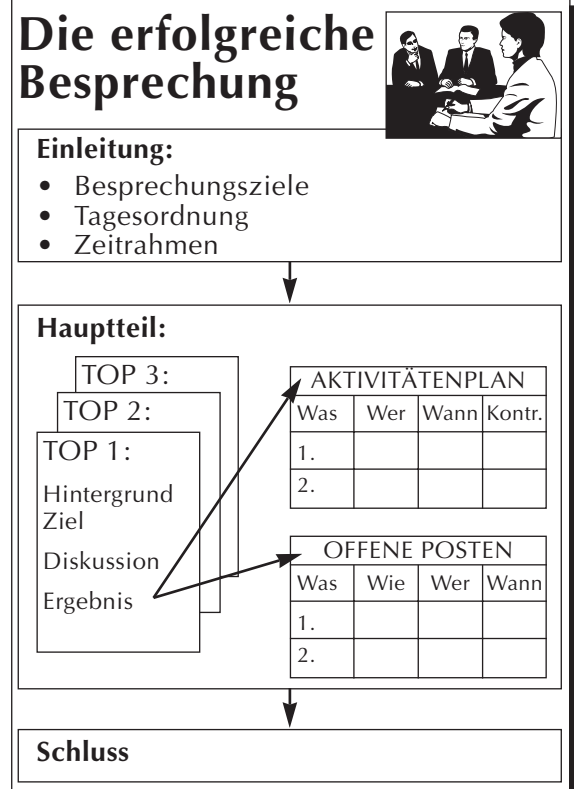 Die erfolgreiche
Besprechung
Einleitung:
• Besprechungsziele
• Tagesordnung
• Zeitrahmen
Hauptteil:
TOP 3:
TOP 2:
TOP 1:
Hintergrund
Ziel
Diskussion
Ergebnis
AKTIVITÄTENPLAN
Was Wer Wann Kontr.
1.
2.
OFFENE POSTEN
Was Wie Wer Wann
1.
2.
Schluss